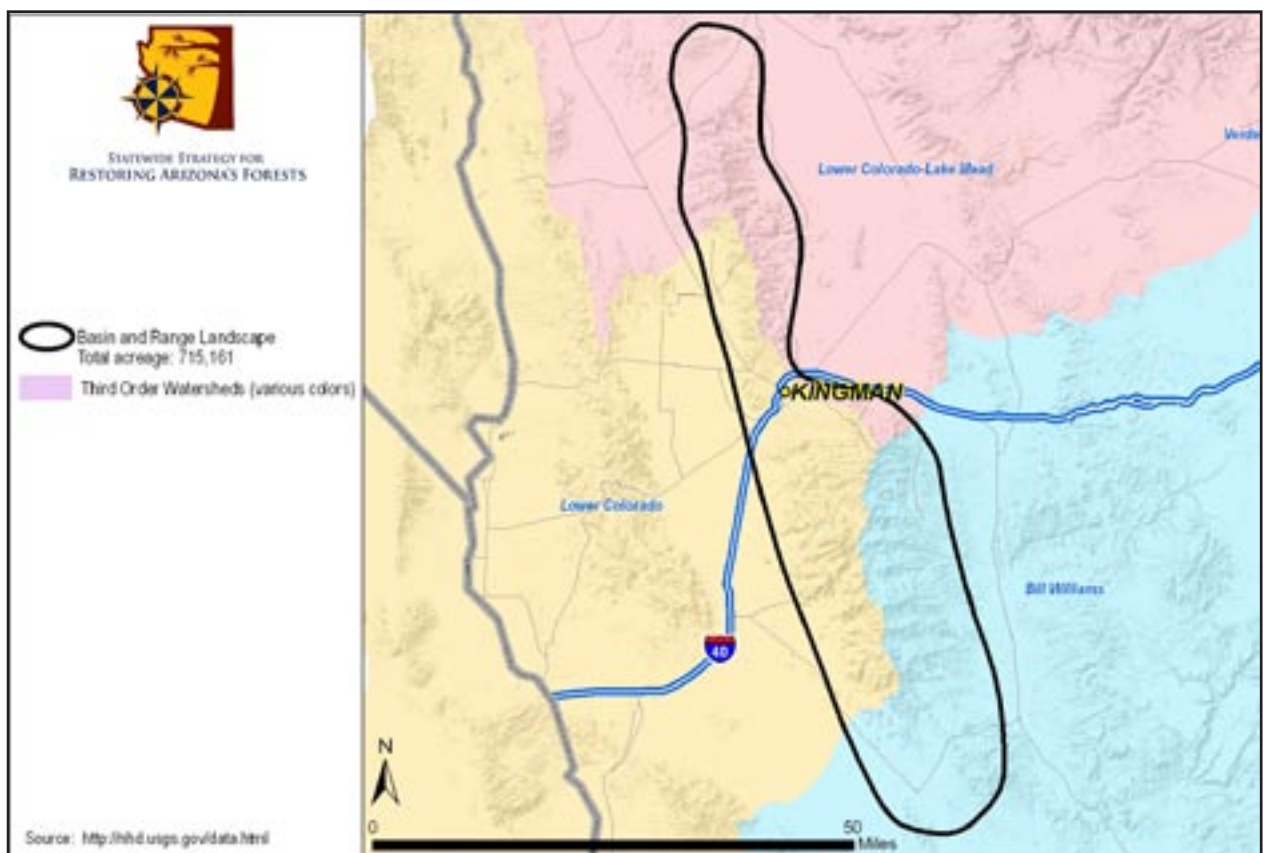 STATEWIDE STRATEGY FOR
RESTORING ARIZONA'S FORESTS
Basin and Range Landscape
Total acreage: 715,161
Third Order Watersheds (various colors)
Source: http://nhd.usgs.gov/data.html
Verde
Lower Colorado-Lake Mead
KINGMAN
Lower Colorado
Bill Williams
40
N
0
50
Miles